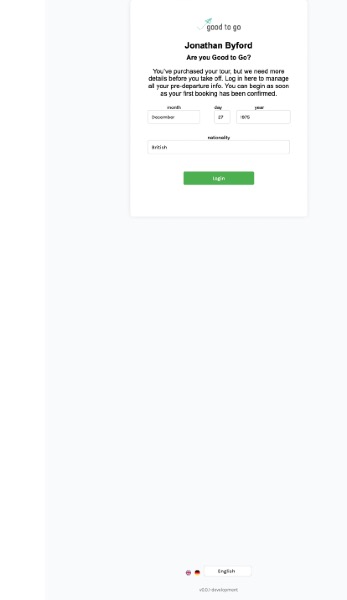 good to go
Jonathan Byford
Are you Good to Go?
You've purchased your tour, but we need more
details before you take off. Log in here to manage
all your pre-departure info. You can begin as soon
as your first booking has been confirmed.
month day year
December 27 1975
nationality
British
Login
English
v0.0.1 development